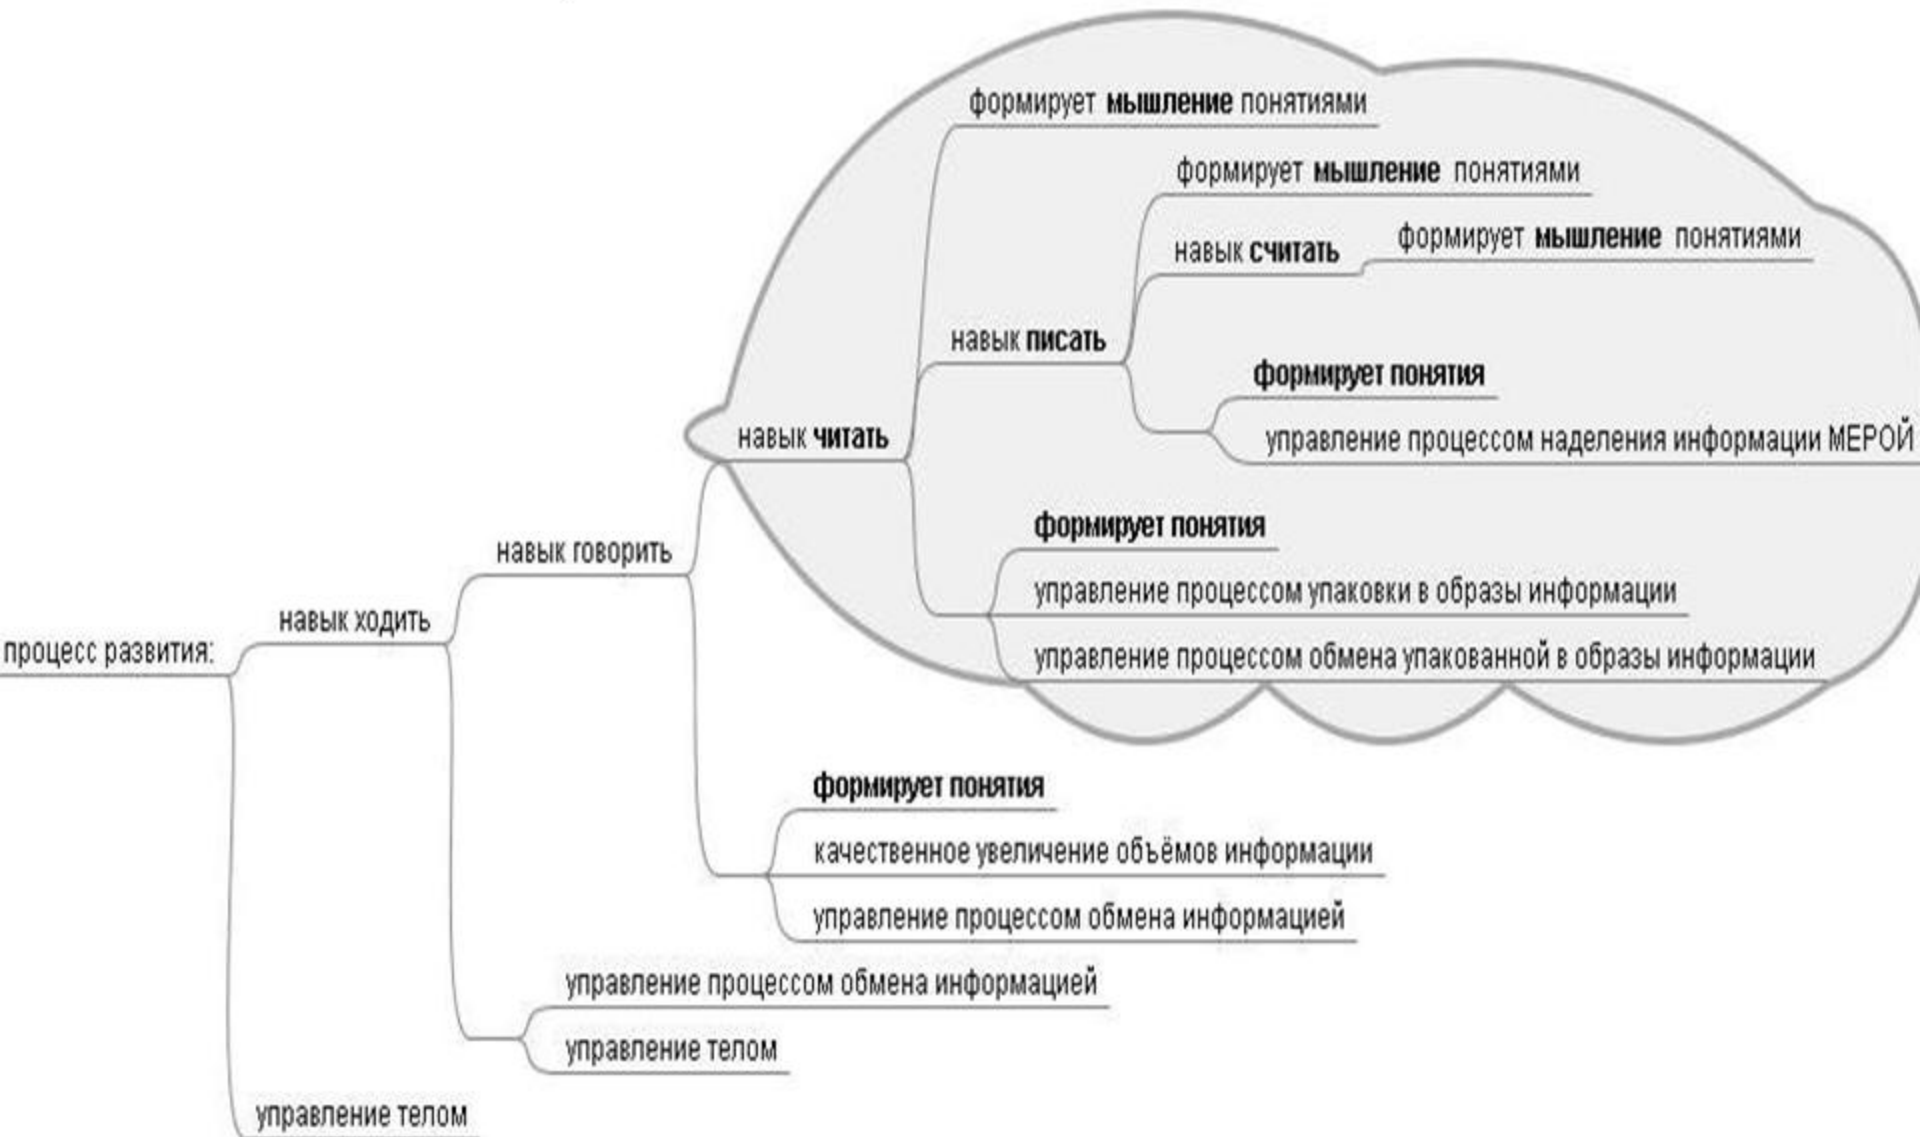 формирует мышление понятиями
формирует мышление понятиями
навык считать
формирует мышление понятиями
навык писать
формирует понятия
управление процессом наделения информации МЕРОЙ
навык читать
формирует понятия
управление процессом упаковки в образы информации
управление процессом обмена упакованной в образы информации
навык говорить
навык ходить
процесс развития:
формирует понятия
качественное увеличение объёмов информации
управление процессом обмена информацией
управление процессом обмена информацией
управление телом
управление телом